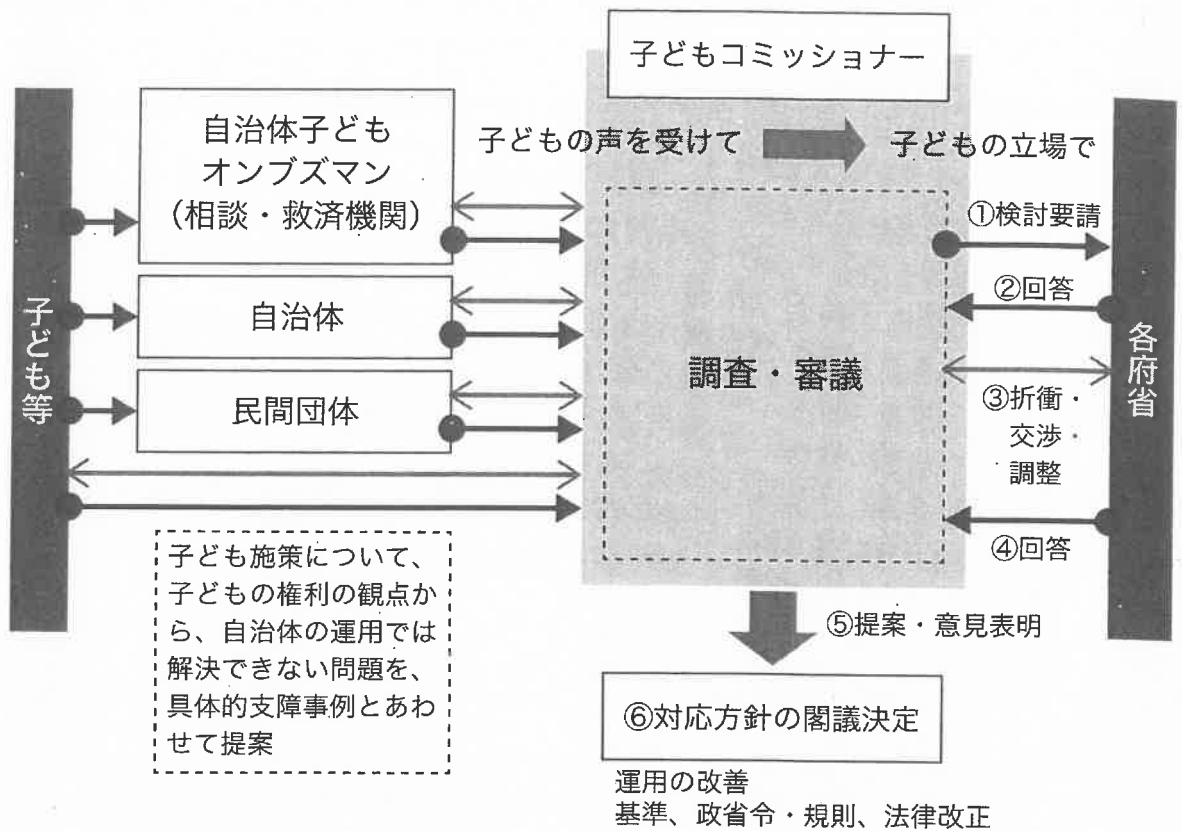 子どもコミッショナー
子ども等
自治体子ども
オンブズマン
（相談・救済機関）
自治体
民間団体
子どもの声を受けて
子どもの立場で
調査・審議
①検討要請
②回答
③折衝・
交渉・
調整
④回答
各府省
子ども施策について、
子どもの権利の観点か
ら、自治体の運用では
解決できない問題を、
具体的支障事例とあわ
せて提案
⑤提案・意見表明
⑥対応方針の閣議決定
運用の改善
基準、政省令・規則、法律改正